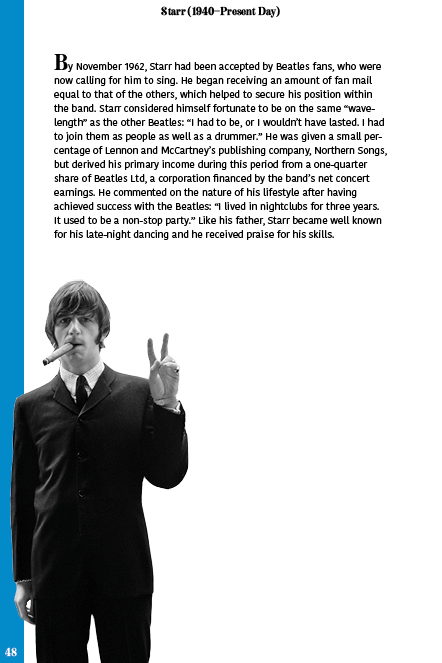 Starr (1940–Present Day)
By November 1962, Starr had been accepted by Beatles fans, who were
now calling for him to sing. He began receiving an amount of fan mail
equal to that of the others, which helped to secure his position within
the band. Starr considered himself fortunate to be on the same “wave-
length” as the other Beatles: “I had to be, or I wouldn’t have lasted. I had
to join them as people as well as a drummer.” He was given a small per-
centage of Lennon and McCartney’s publishing company, Northern Songs,
but derived his primary income during this period from a one-quarter
share of Beatles Ltd, a corporation financed by the band’s net concert
earnings. He commented on the nature of his lifestyle after having
achieved success with the Beatles: “I lived in nightclubs for three years.
It used to be a non-stop party.” Like his father, Starr became well known
for his late-night dancing and he received praise for his skills.
48